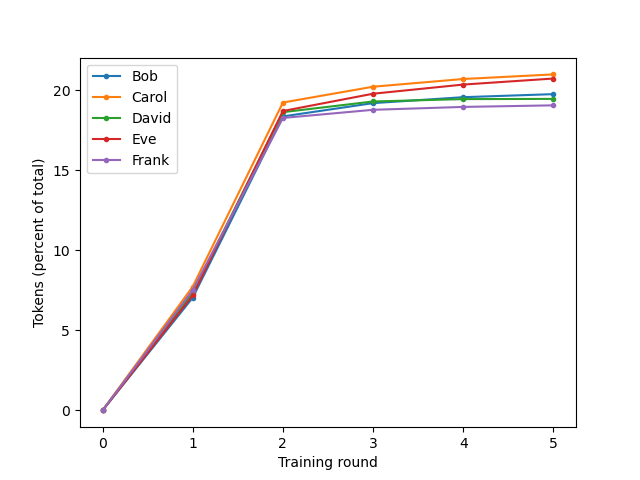 Bob
Carol
David
Eve
Frank
20
15
10
5
0
Tokens (percent of total)
0 1 2 3 4 5
Training round